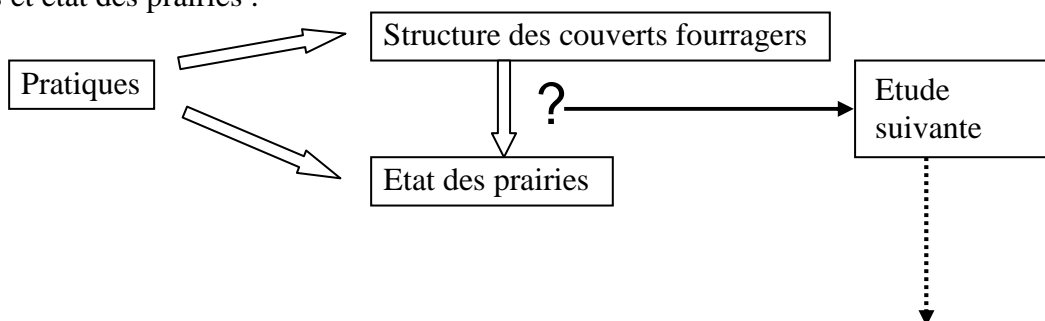 et état des prairies :
Structure des couverts fourragers
Pratiques
?
Etude
suivante
Etat des prairies